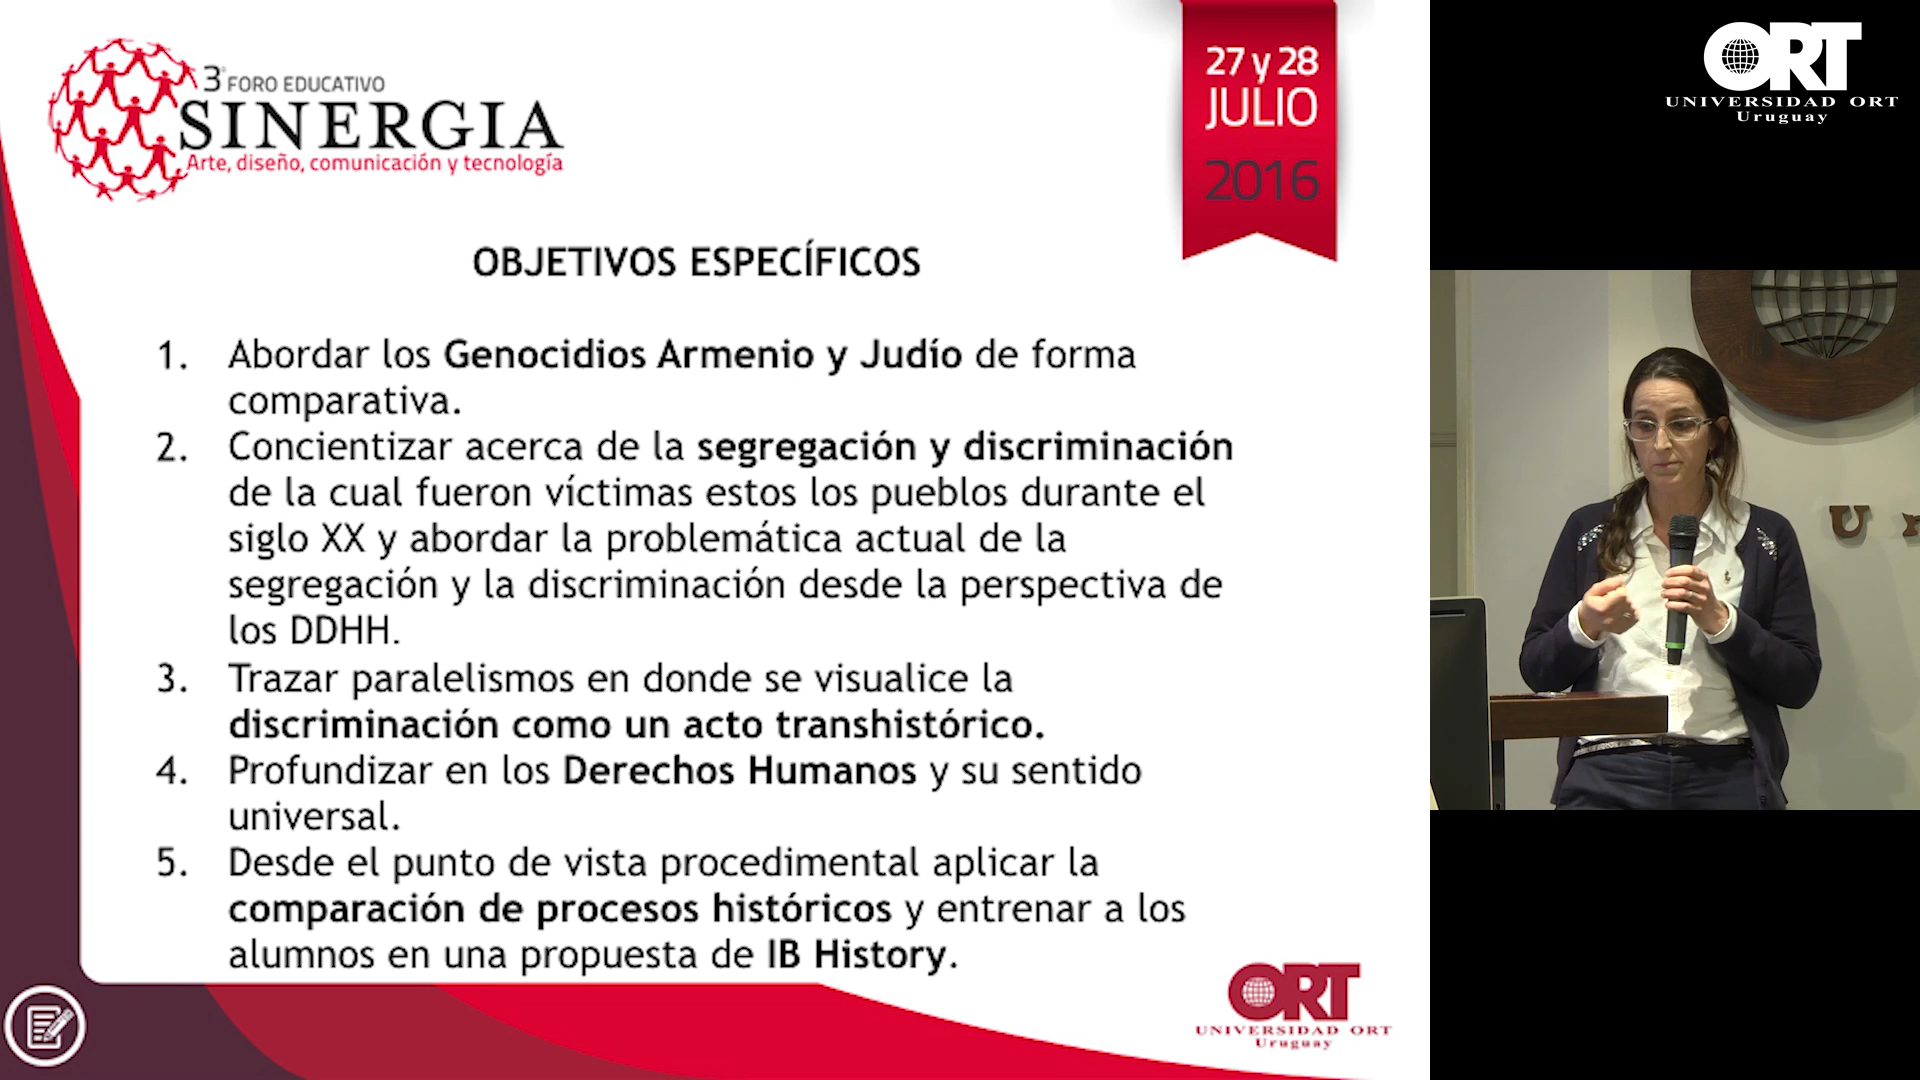 3° FORO EDUCATIVO
SINERGIA
Arte, diseño, comunicación y tecnología
27 y 28
JULIO
2016
OBJETIVOS ESPECÍFICOS
1. Abordar los Genocidios Armenio y Judío de forma
comparativa.
2. Concientizar acerca de la segregación y discriminación
de la cual fueron víctimas estos los pueblos durante el
siglo XX y abordar la problemática actual de la
segregación y la discriminación desde la perspectiva de
los DDHH.
3. Trazar paralelismos en donde se visualice la
discriminación como un acto transhistórico.
4. Profundizar en los Derechos Humanos y su sentido
universal.
5. Desde el punto de vista procedimental aplicar la
comparación de procesos históricos y entrenar a los
alumnos en una propuesta de IB History.
ORT
UNIVERSIDAD ORT
Uruguay
ORT
UNIVERSIDAD ORT
Uruguay
U